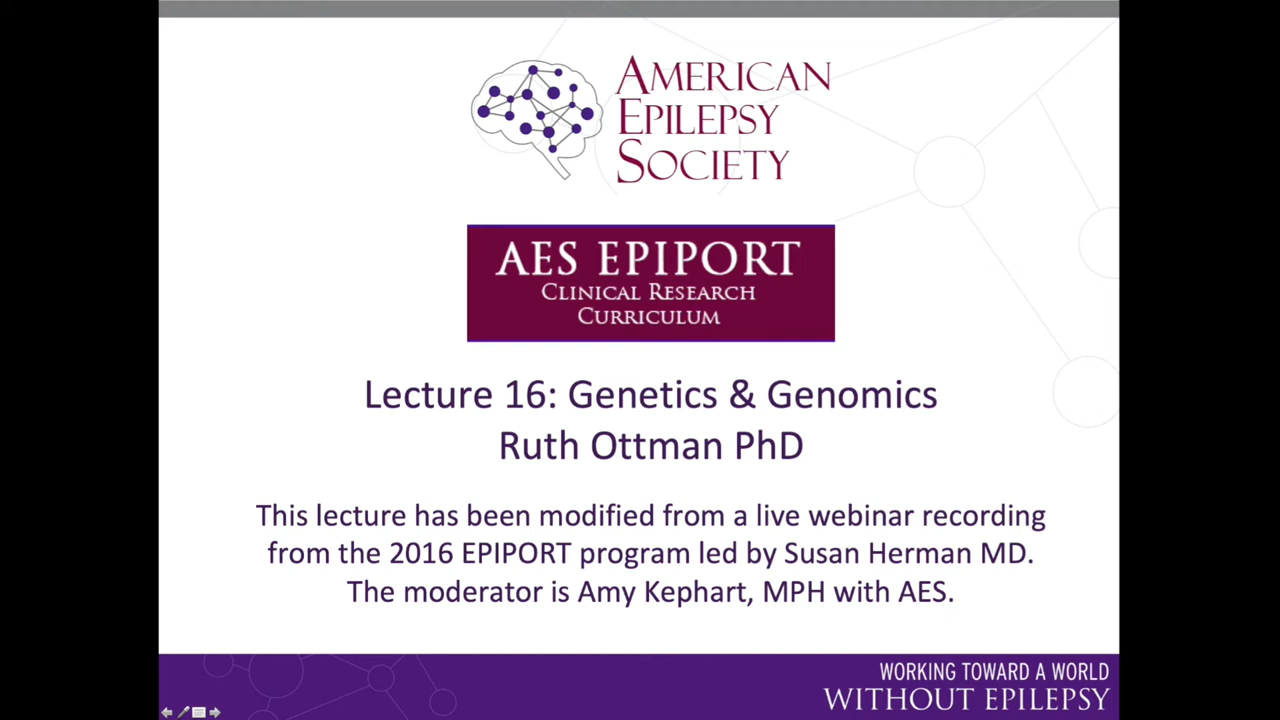 AMERICAN
EPILEPSY
SOCIETY
AES EPIPORT
CLINICAL RESEARCH
CURRICULUM
Lecture 16: Genetics & Genomics
Ruth Ottman PhD
This lecture has been modified from a live webinar recording
from the 2016 EPIPORT program led by Susan Herman MD.
The moderator is Amy Kephart, MPH with AES.
WORKING TOWARD A WORLD
WITHOUT EPILEPSY